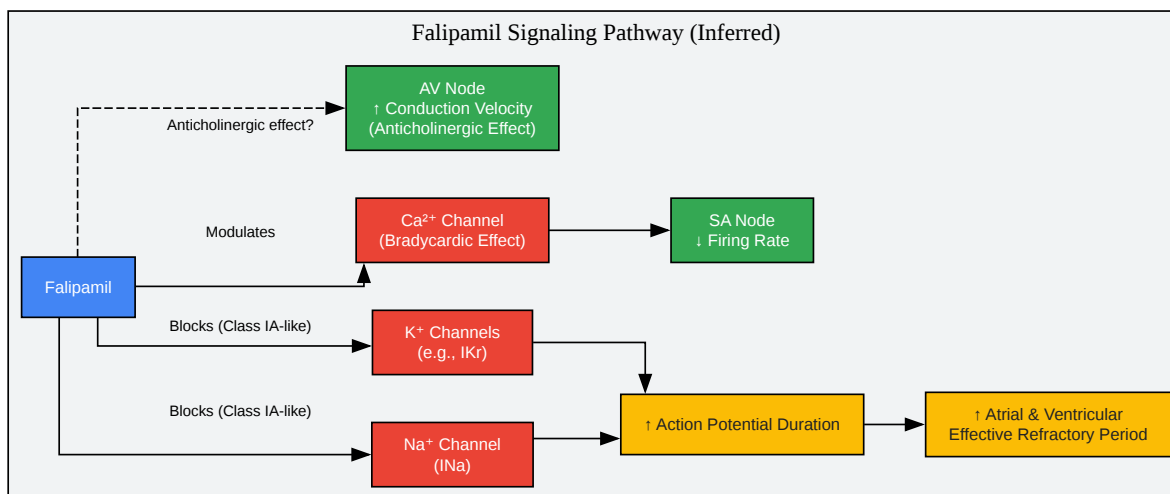 Falipamil Signaling Pathway (Inferred)
AV Node
↑ Conduction Velocity
(Anticholinergic Effect)
Anticholinergic effect?
Ca²⁺ Channel
(Bradycardic Effect)
SA Node
↓ Firing Rate
Modulates
Falipamil
Blocks (Class IA-like)
K⁺ Channels
(e.g., IKr)
Blocks (Class IA-like)
↑ Action Potential Duration
↑ Atrial & Ventricular
Effective Refractory Period
Na⁺ Channel
(INa)